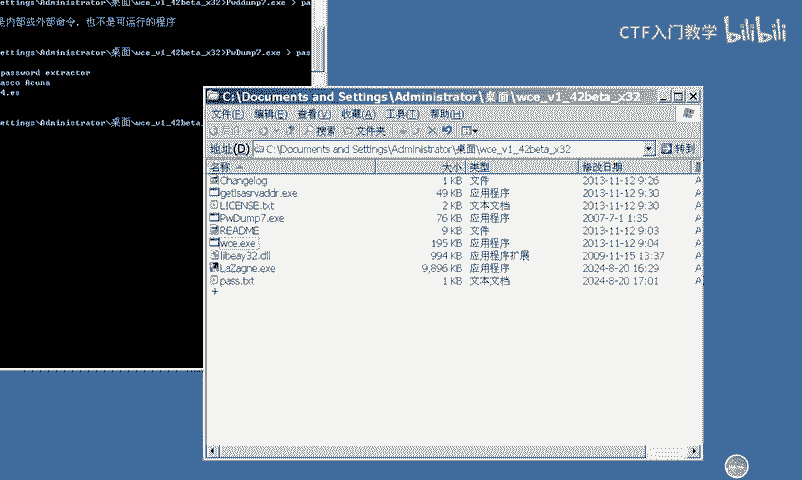 ettings\Administrator\桌面\wce_v1_42beta_x32>Pwddump7.exe > pas
是内部或外部命令，也不是可运行的程序
ettings\Administrator\桌面\wce_v1_42beta_x32>PwDump7.exe > pas
password extractor
asco Acuna
4.es
ettings\Administrator\桌面\wce_v1_42beta
CTF入门教学 bilibili
C:\Documents and Settings\Administrator\桌面\wce_v1_42beta_x32
文件(F) 编辑(E) 查看(V) 收藏(A) 工具(T) 帮助(H)
搜索 文件夹
地址(D) C:\Documents and Settings\Administrator\桌面\wce_v1_42beta_x32 转到
名称 大小 类型 修改日期
Changelog 1 KB 文件 2013-11-12 9:26
getlsasrvaddr.exe 49 KB 应用程序 2013-11-12 9:30
LICENSE.txt 2 KB 文本文档 2013-11-12 9:30
PwDump7.exe 76 KB 应用程序 2007-7-1 1:35
README 9 KB 文件 2013-11-12 9:03
wce.exe 195 KB 应用程序 2013-11-12 9:04
libeay32.dll 994 KB 应用程序扩展 2009-11-15 13:37
LaZagne.exe 9,896 KB 应用程序 2024-8-20 16:29
pass.txt 1 KB 文本文档 2024-8-20 17:01